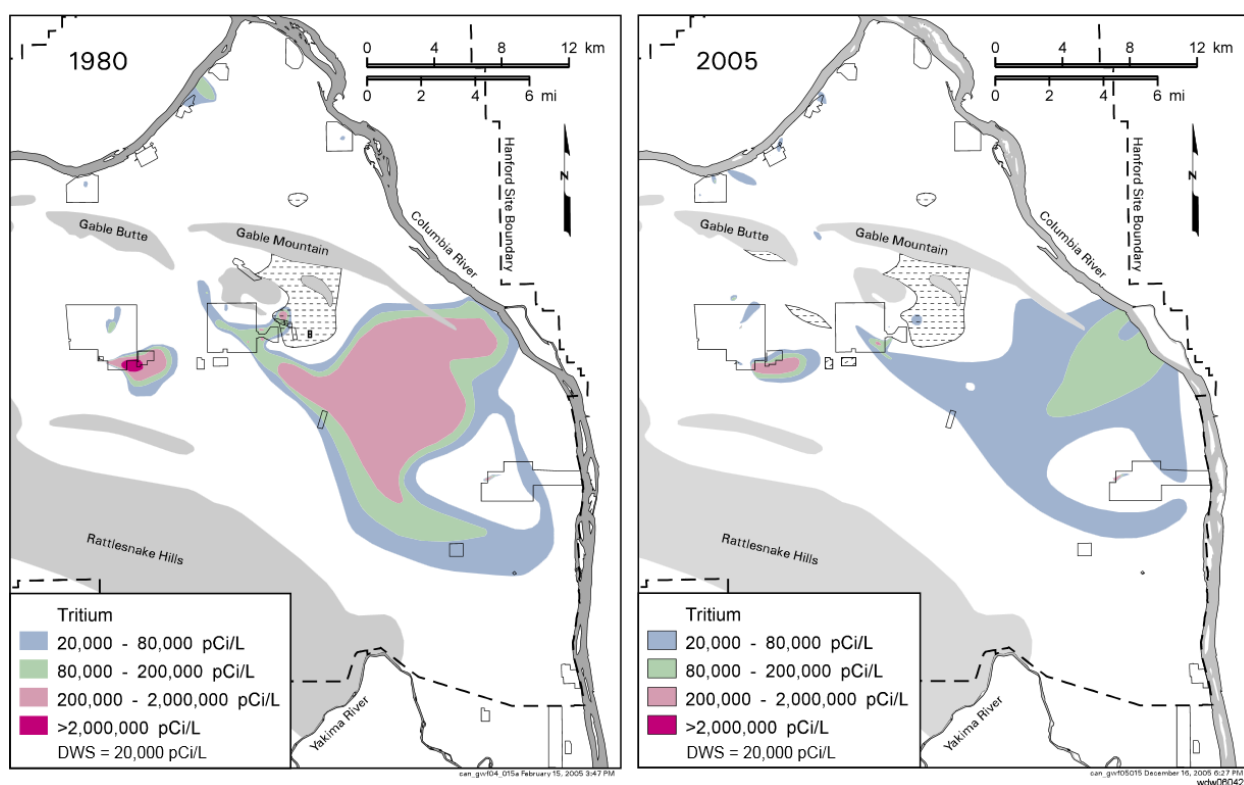 1980
0 4 8 12 km
0 2 4 6 mi
Hanford Site Boundary
N
Columbia River
Gable Butte
Gable Mountain
Rattlesnake Hills
Yakima River
Tritium
20,000 - 80,000 pCi/L
80,000 - 200,000 pCi/L
200,000 - 2,000,000 pCi/L
>2,000,000 pCi/L
DWS = 20,000 pCi/L
can_gwf04_015a February 15, 2005 3:47 PM
2005
0 4 8 12 km
0 2 4 6 mi
Hanford Site Boundary
N
Columbia River
Gable Butte
Gable Mountain
Rattlesnake Hills
Yakima River
Tritium
20,000 - 80,000 pCi/L
80,000 - 200,000 pCi/L
200,000 - 2,000,000 pCi/L
>2,000,000 pCi/L
DWS = 20,000 pCi/L
can_gwf05015 December 16, 2005 6:27 PM
wdw06042